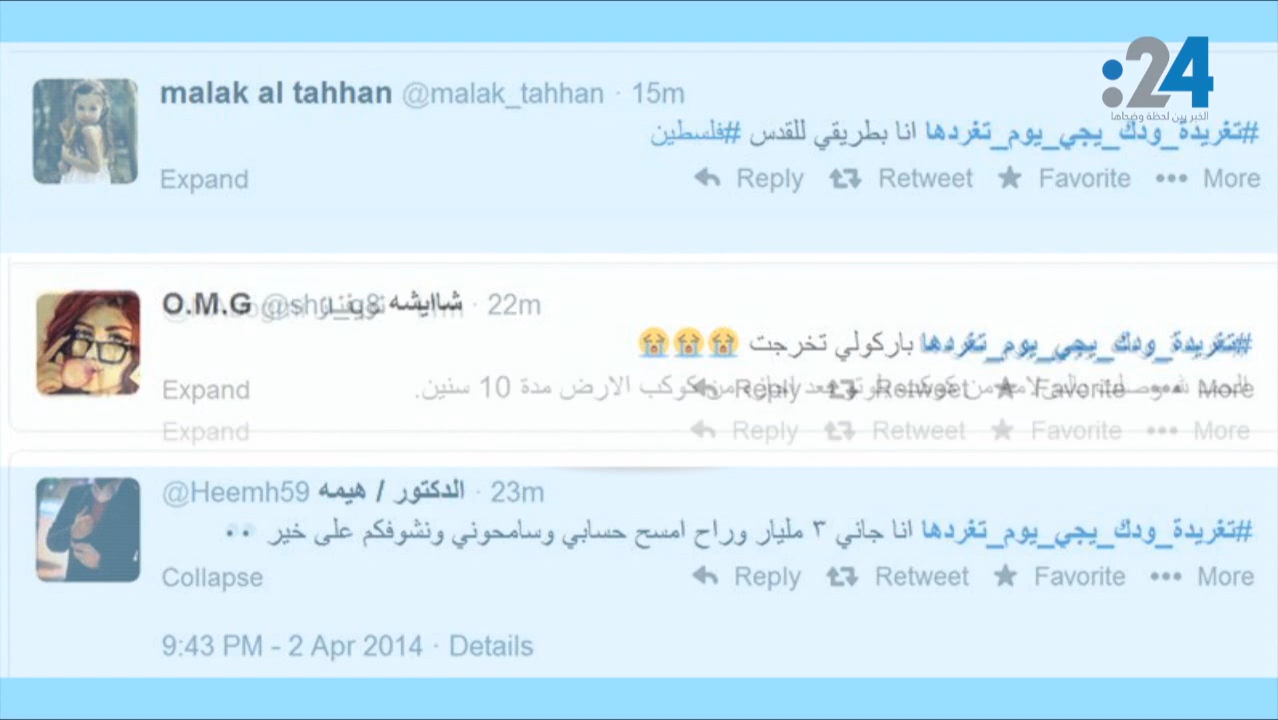 :24
الخبر بين لحظة وضحاها
malak al tahhan @malak_tahhan · 15m
#تغريدة_ودك_يجي_يوم_تغردها انا بطريقي للقدس #فلسطين
Expand Reply Retweet Favorite More
O.M.G شاايشه · 22m
#تغريدة_ودك_يجي_يوم_تغردها باركولي تخرجت 😭😭😭
كوكب الارض مدة 10 سنين.
Expand Reply Retweet Favorite More
Expand Reply Retweet Favorite More
@Heemh59 الدكتور / هيمه · 23m
#تغريدة_ودك_يجي_يوم_تغردها انا جاني ٣ مليار وراح امسح حسابي وسامحوني ونشوفكم على خير 👀
Collapse Reply Retweet Favorite More
9:43 PM - 2 Apr 2014 · Details